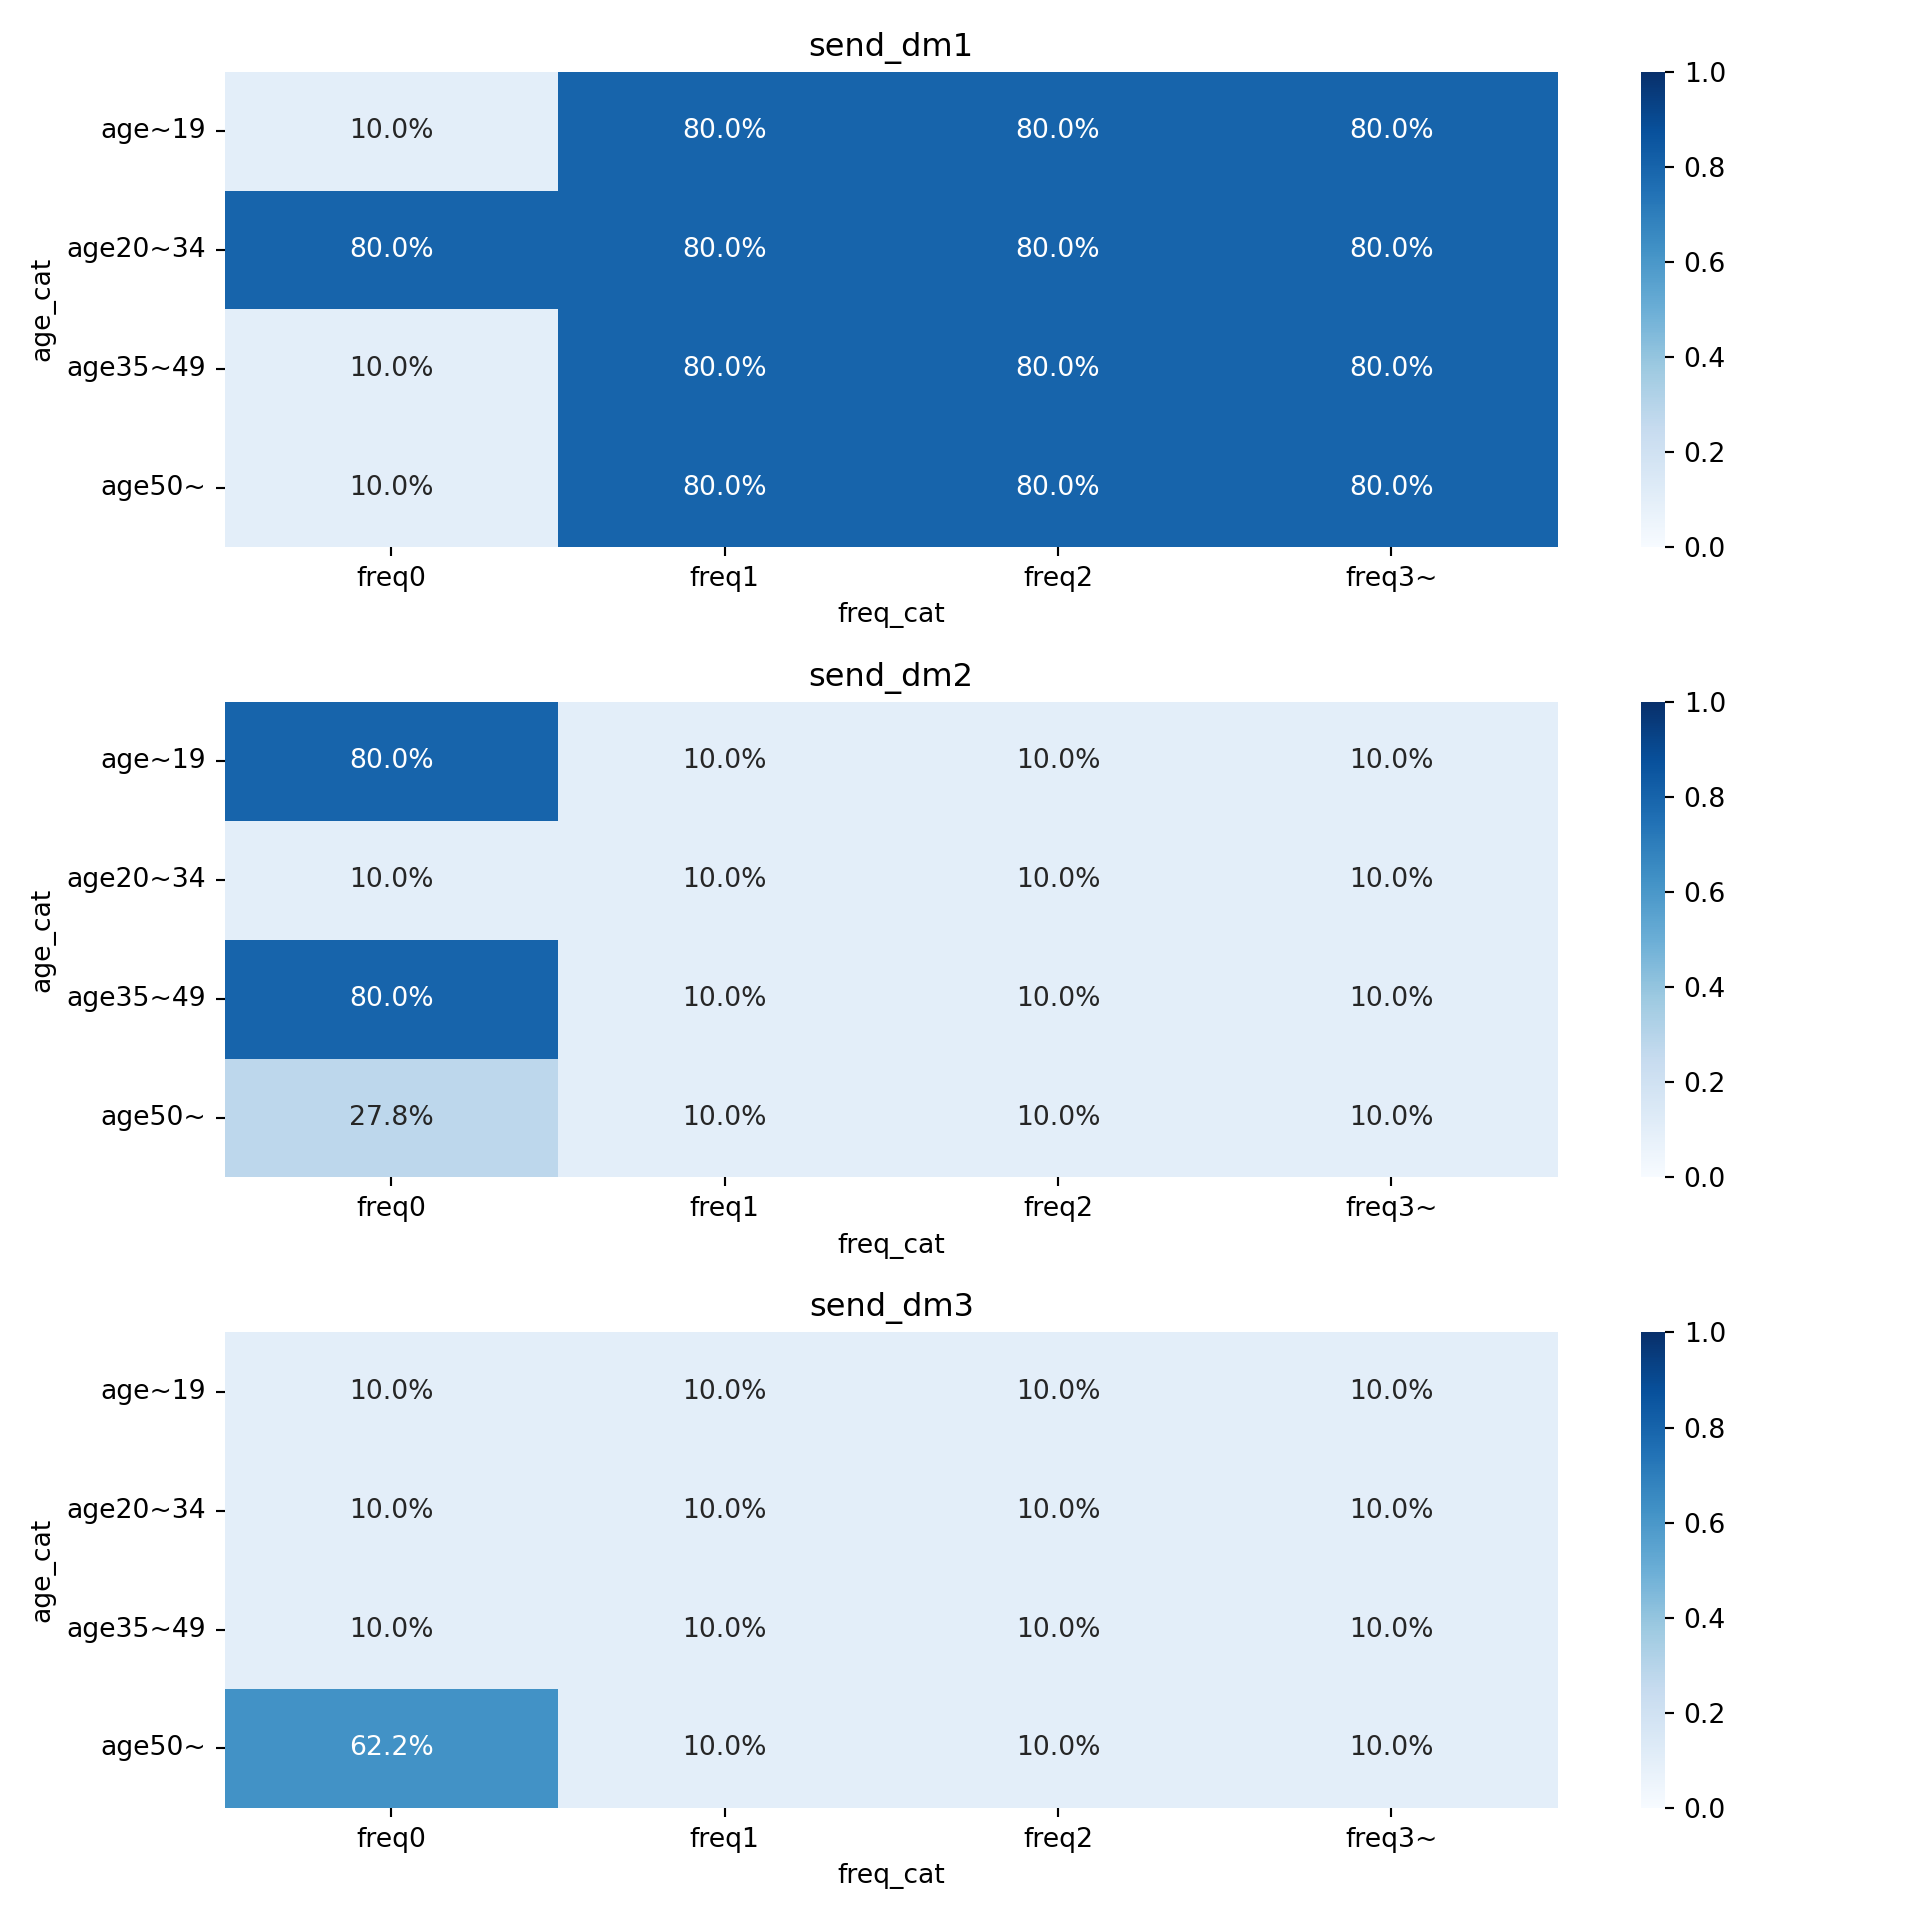 send_dm1
age_cat
age~19 10.0% 80.0% 80.0% 80.0%
age20~34 80.0% 80.0% 80.0% 80.0%
age35~49 10.0% 80.0% 80.0% 80.0%
age50~ 10.0% 80.0% 80.0% 80.0%
freq0 freq1 freq2 freq3~
freq_cat
1.0
0.8
0.6
0.4
0.2
0.0
send_dm2
age_cat
age~19 80.0% 10.0% 10.0% 10.0%
age20~34 10.0% 10.0% 10.0% 10.0%
age35~49 80.0% 10.0% 10.0% 10.0%
age50~ 27.8% 10.0% 10.0% 10.0%
freq0 freq1 freq2 freq3~
freq_cat
1.0
0.8
0.6
0.4
0.2
0.0
send_dm3
age_cat
age~19 10.0% 10.0% 10.0% 10.0%
age20~34 10.0% 10.0% 10.0% 10.0%
age35~49 10.0% 10.0% 10.0% 10.0%
age50~ 62.2% 10.0% 10.0% 10.0%
freq0 freq1 freq2 freq3~
freq_cat
1.0
0.8
0.6
0.4
0.2
0.0